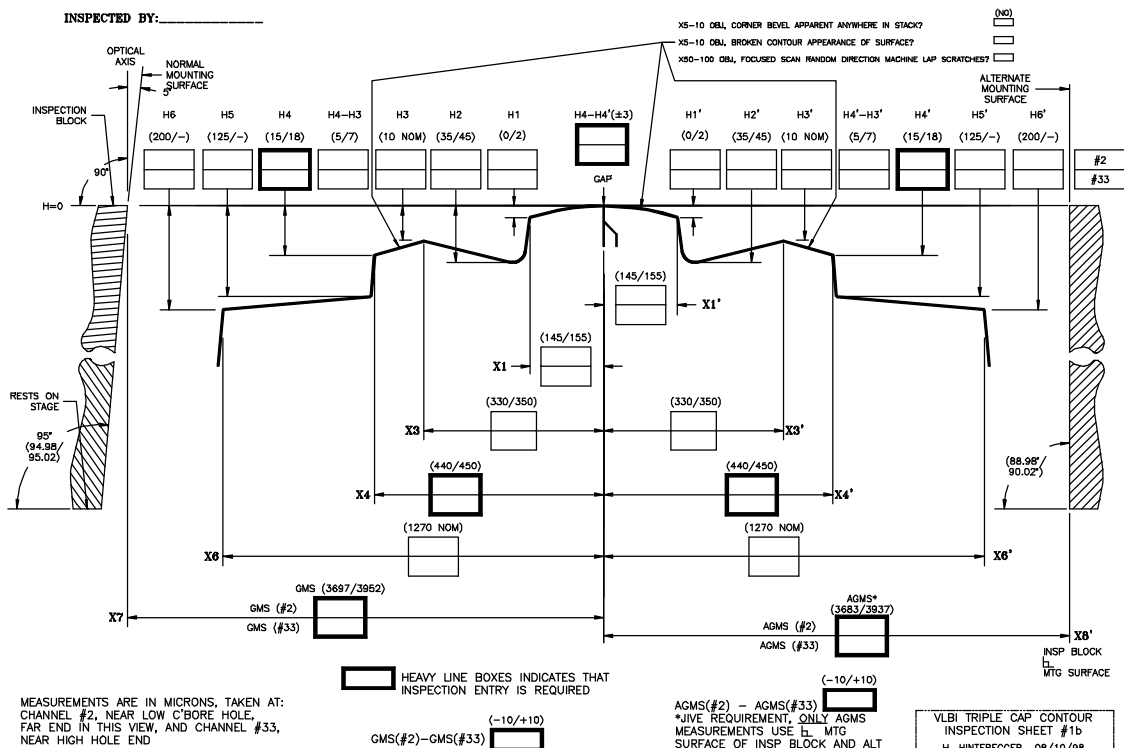 INSPECTED BY:
(NO)
X5-10 OBJ, CORNER BEVEL APPARENT ANYWHERE IN STACK?
X5-10 OBJ, BROKEN CONTOUR APPEARANCE OF SURFACE?
X50-100 OBJ, FOCUSED SCAN RANDOM DIRECTION MACHINE LAP SCRATCHES?
OPTICAL
AXIS
NORMAL
MOUNTING
SURFACE
5°
ALTERNATE
MOUNTING
SURFACE
INSPECTION
BLOCK
H6 H5 H4 H4-H3 H3 H2 H1 H4-H4'(±3) H1' H2' H3' H4'-H3' H4' H5' H6'
(200/-) (125/-) (15/18) (5/7) (10 NOM) (35/45) (0/2) (0/2) (35/45) (10 NOM) (5/7) (15/18) (125/-) (200/-)
#2
#33
90°
GAP
H=0
(145/155)
X1'
(145/155)
X1
RESTS ON
STAGE
(330/350) (330/350)
X3 X3'
95°
(94.98/
95.02)
(88.98°/
90.02°)
(440/450) (440/450)
X4 X4'
(1270 NOM) (1270 NOM)
X6 X6'
GMS (3697/3952)
GMS (#2)
GMS (#33)
X7
AGMS*
(3683/3937)
AGMS (#2)
AGMS (#33)
X8'
INSP BLOCK
MTG SURFACE
HEAVY LINE BOXES INDICATES THAT
INSPECTION ENTRY IS REQUIRED
MEASUREMENTS ARE IN MICRONS, TAKEN AT:
CHANNEL #2, NEAR LOW C'BORE HOLE,
FAR END IN THIS VIEW, AND CHANNEL #33,
NEAR HIGH HOLE END
(-10/+10)
GMS(#2)-GMS(#33)
(-10/+10)
AGMS(#2) - AGMS(#33)
*JIVE REQUIREMENT, ONLY AGMS
MEASUREMENTS USE MTG
SURFACE OF INSP BLOCK AND ALT
VLBI TRIPLE CAP CONTOUR
INSPECTION SHEET #1b
H. HINTEREGGER 08/10/98